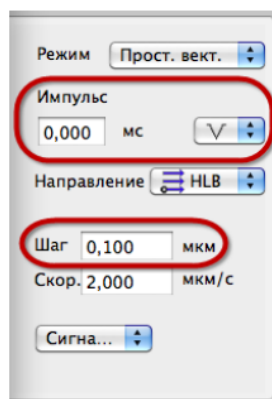 Режим Прост. вект.
Импульс
0,000 мс
Направление HLB
Шаг 0,100 мкм
Скор. 2,000 мкм/с
Сигна...